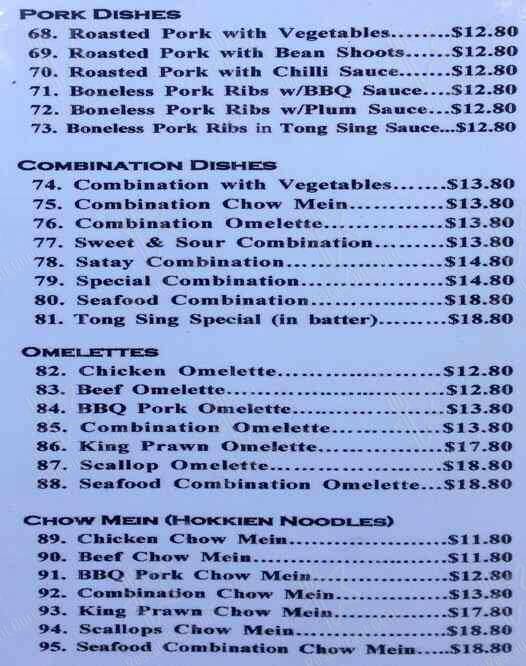 PORK DISHES
68. Roasted Pork with Vegetables........$12.80
69. Roasted Pork with Bean Shoots......$12.80
70. Roasted Pork with Chilli Sauce......$12.80
71. Boneless Pork Ribs w/BBQ Sauce....$12.80
72. Boneless Pork Ribs w/Plum Sauce...$12.80
73. Boneless Pork Ribs in Tong Sing Sauce...$12.80
COMBINATION DISHES
74. Combination with Vegetables.......$13.80
75. Combination Chow Mein.............$13.80
76. Combination Omelette................$13.80
77. Sweet & Sour Combination..........$13.80
78. Satay Combination.....................$14.80
79. Special Combination...................$14.80
80. Seafood Combination..................$18.80
81. Tong Sing Special (in batter).........$18.80
OMELETTES
82. Chicken Omelette.......................$12.80
83. Beef Omelette.............................$12.80
84. BBQ Pork Omelette.....................$13.80
85. Combination Omelette................$13.80
86. King Prawn Omelette..................$17.80
87. Scallop Omelette........................$18.80
88. Seafood Combination Omelette...$18.80
CHOW MEIN (HOKKIEN NOODLES)
89. Chicken Chow Mein......................$11.80
90. Beef Chow Mein...........................$11.80
91. BBQ Pork Chow Mein...................$12.80
92. Combination Chow Mein...............$13.80
93. King Prawn Chow Mein................$17.80
94. Scallops Chow Mein.....................$18.80
95. Seafood Combination Chow Mein.....$18.80